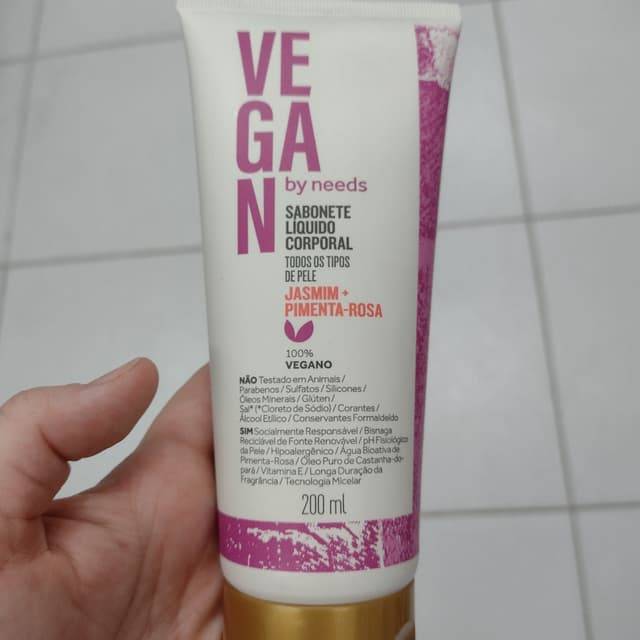 VE
GA
N
by needs
SABONETE
LÍQUIDO
CORPORAL
TODOS OS TIPOS
DE PELE
JASMIM +
PIMENTA-ROSA
100%
VEGANO
NÃO Testado em Animais /
Parabenos / Sulfatos / Silicones /
Óleos Minerais / Glúten /
Sal* (*Cloreto de Sódio) / Corantes /
Álcool Etílico / Conservantes Formaldeído
SIM Socialmente Responsável / Bisnaga
Reciclável de Fonte Renovável / pH Fisiológico
da Pele / Hipoalergênico / Água Bioativa de
Pimenta-Rosa / Óleo Puro de Castanha-do-
pará / Vitamina E / Longa Duração da
Fragrância / Tecnologia Micelar
200 ml